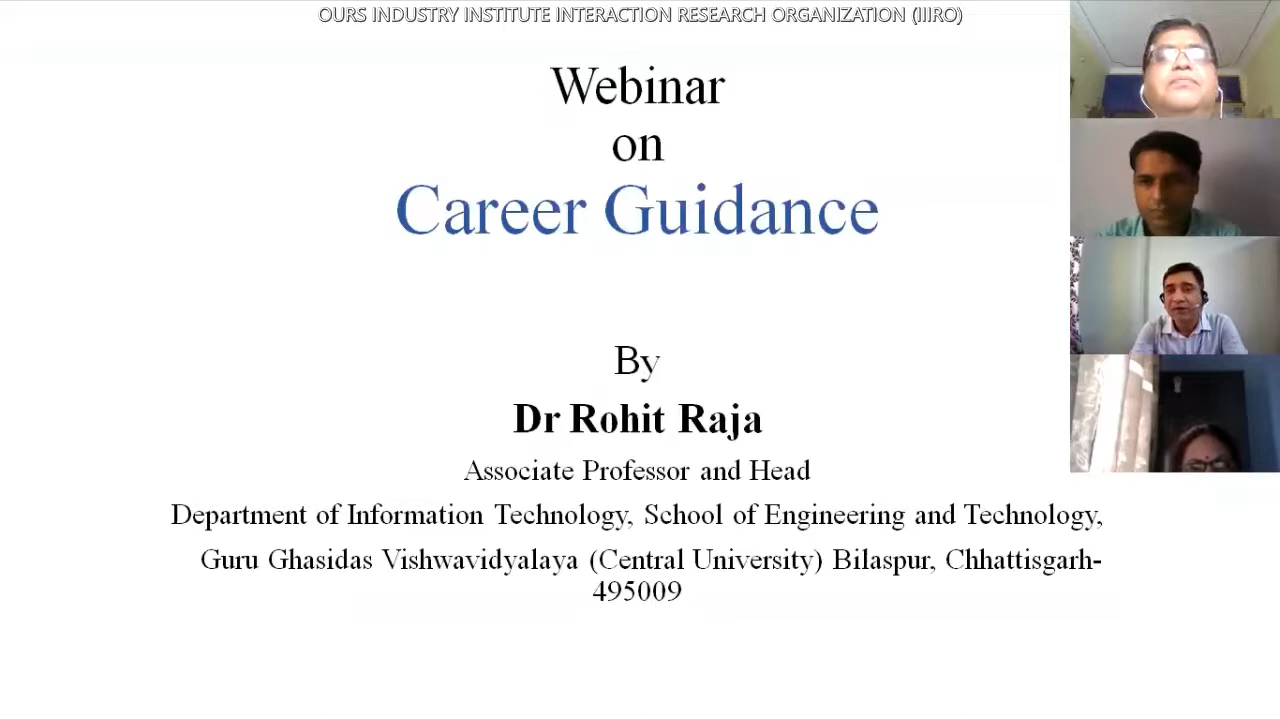 OURS INDUSTRY INSTITUTE INTERACTION RESEARCH ORGANIZATION (IIIRO)
Webinar
on
Career Guidance
By
Dr Rohit Raja
Associate Professor and Head
Department of Information Technology, School of Engineering and Technology,
Guru Ghasidas Vishwavidyalaya (Central University) Bilaspur, Chhattisgarh-
495009